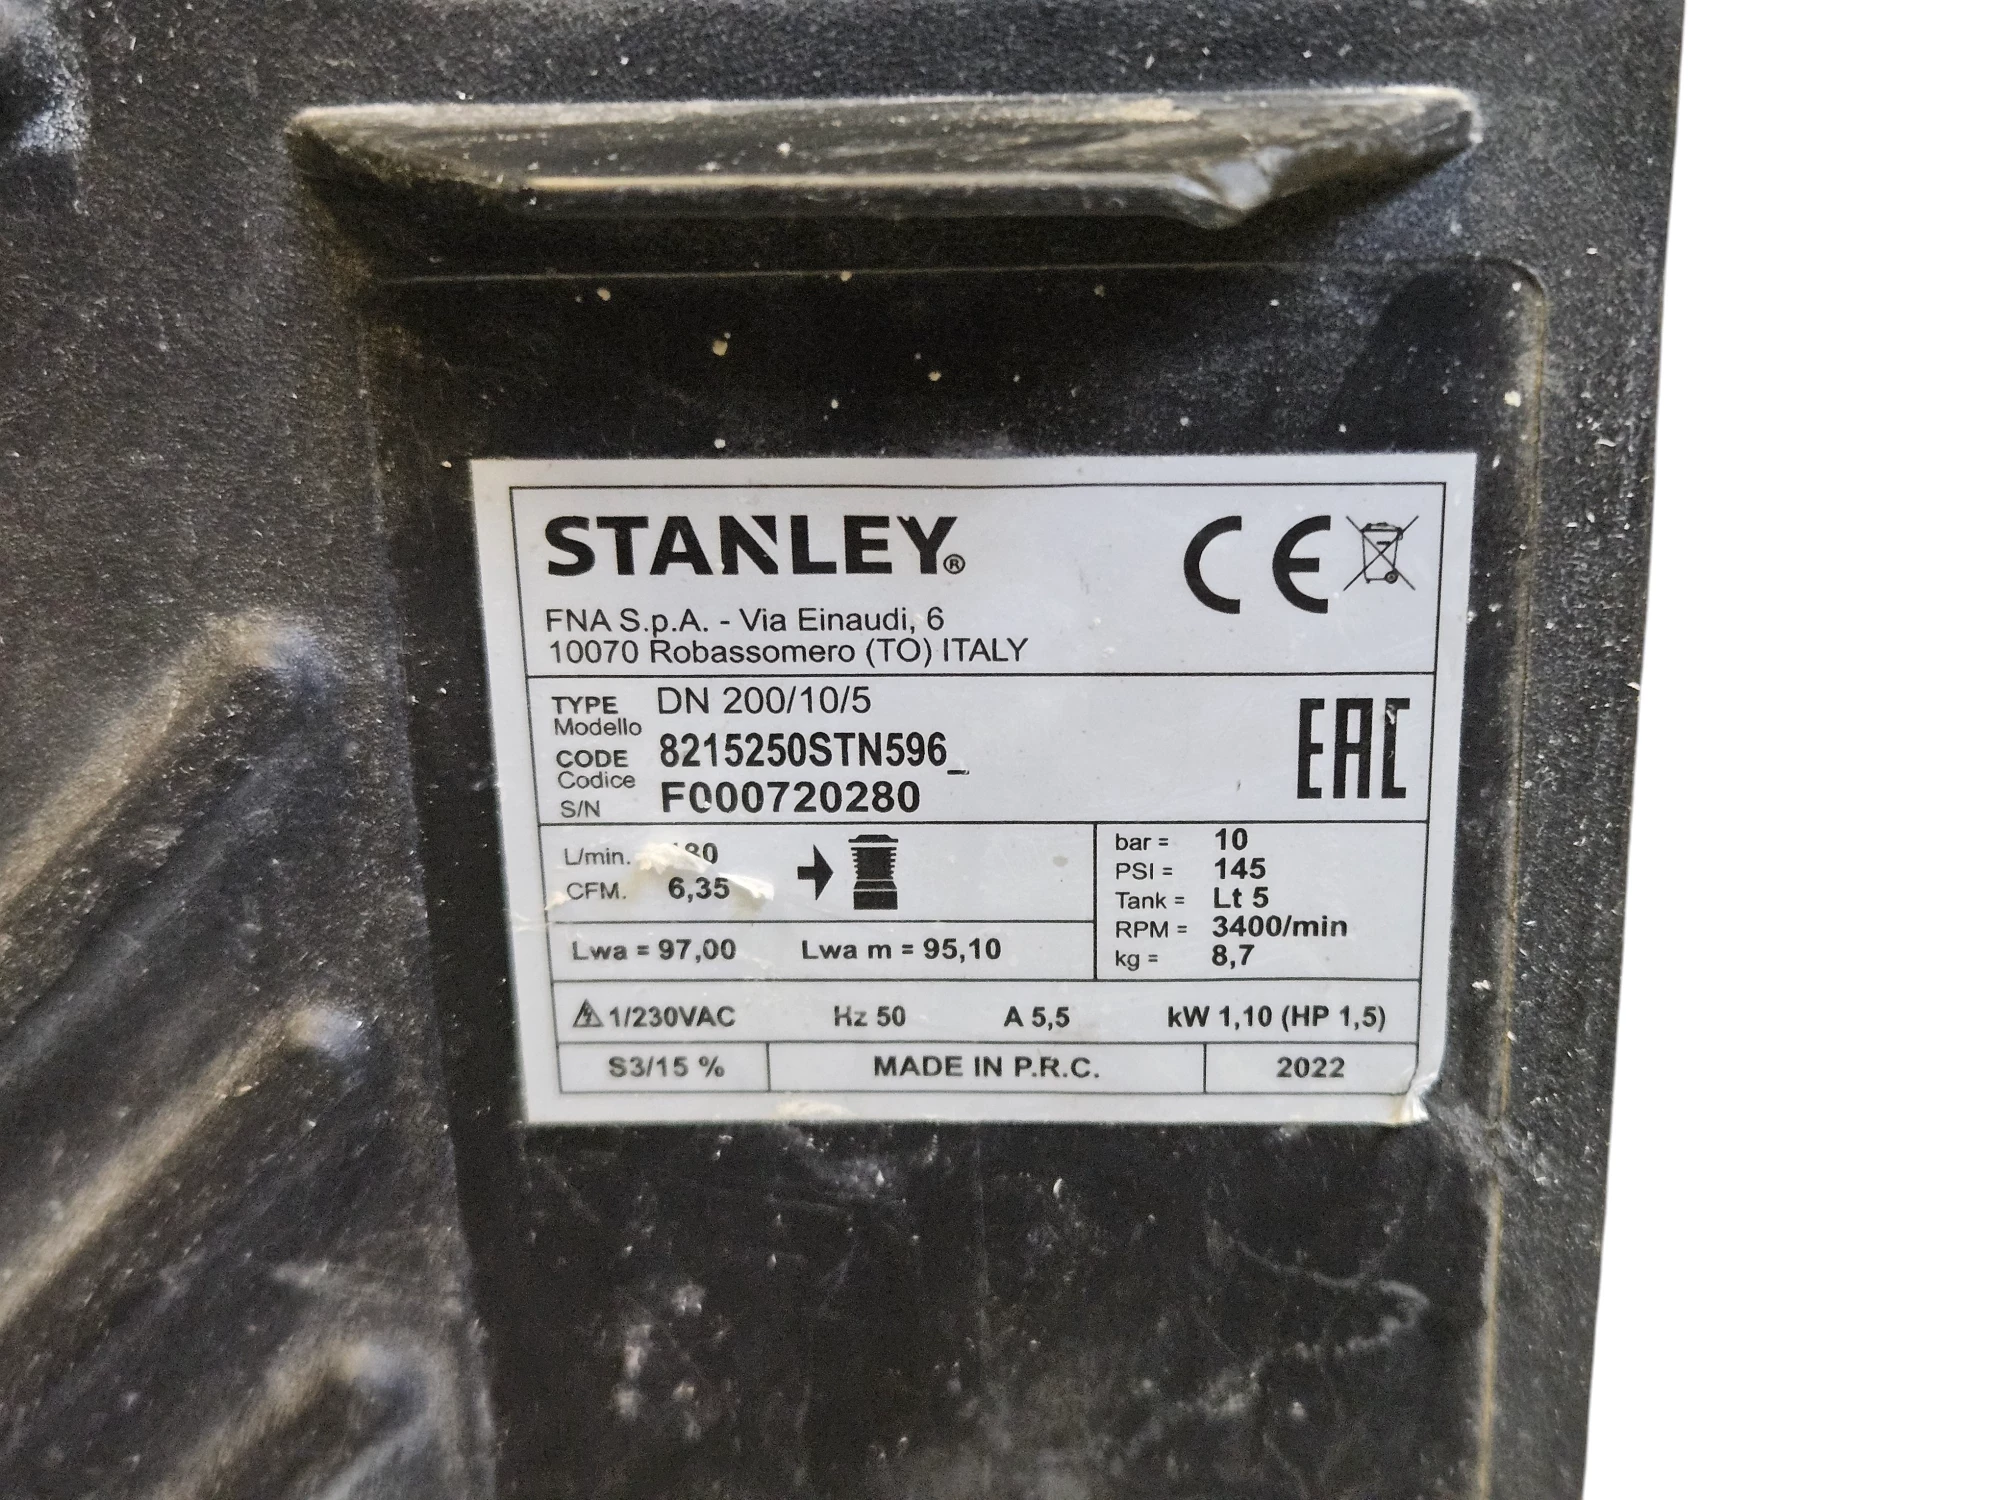 STANLEY®
CE
FNA S.p.A. - Via Einaudi, 6
10070 Robassomero (TO) ITALY
TYPE DN 200/10/5
Modello
CODE 8215250STN596_
Codice
S/N F000720280
EAC
L/min.
CFM. 6,35
bar = 10
PSI = 145
Tank = Lt 5
RPM = 3400/min
kg = 8,7
Lwa = 97,00 Lwa m = 95,10
1/230VAC Hz 50 A 5,5 kW 1,10 (HP 1,5)
S3/15 % MADE IN P.R.C. 2022